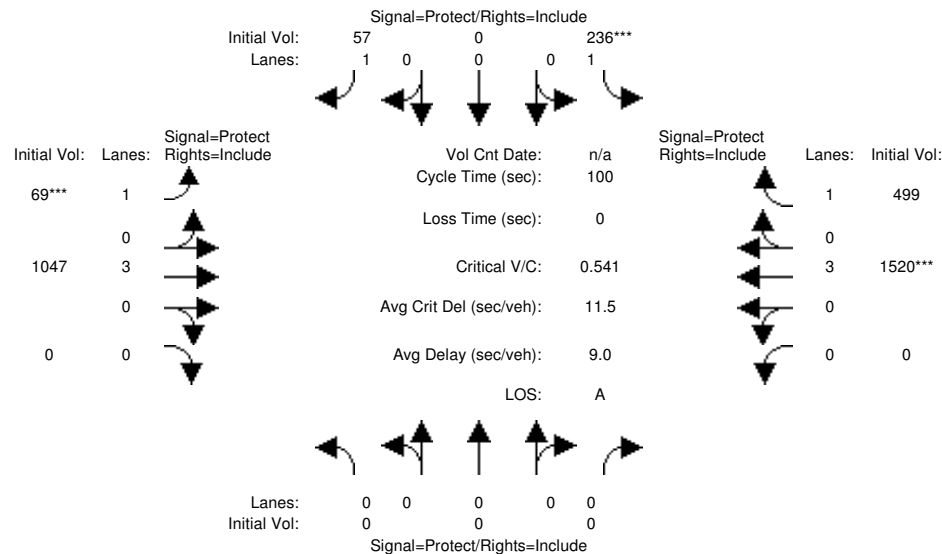 Signal=Protect/Rights=Include
Initial Vol: 57 0 236***
Lanes: 1 0 0 0 1
Signal=Protect
Initial Vol: Lanes: Rights=Include
69*** 1
0
1047 3
0
0 0
Vol Cnt Date: n/a
Cycle Time (sec): 100
Loss Time (sec): 0
Critical V/C: 0.541
Avg Crit Del (sec/veh): 11.5
Avg Delay (sec/veh): 9.0
LOS: A
Signal=Protect
Rights=Include Lanes: Initial Vol:
1 499
0
3 1520***
0
0 0
Lanes: 0 0 0 0 0
Initial Vol: 0 0 0
Signal=Protect/Rights=Include